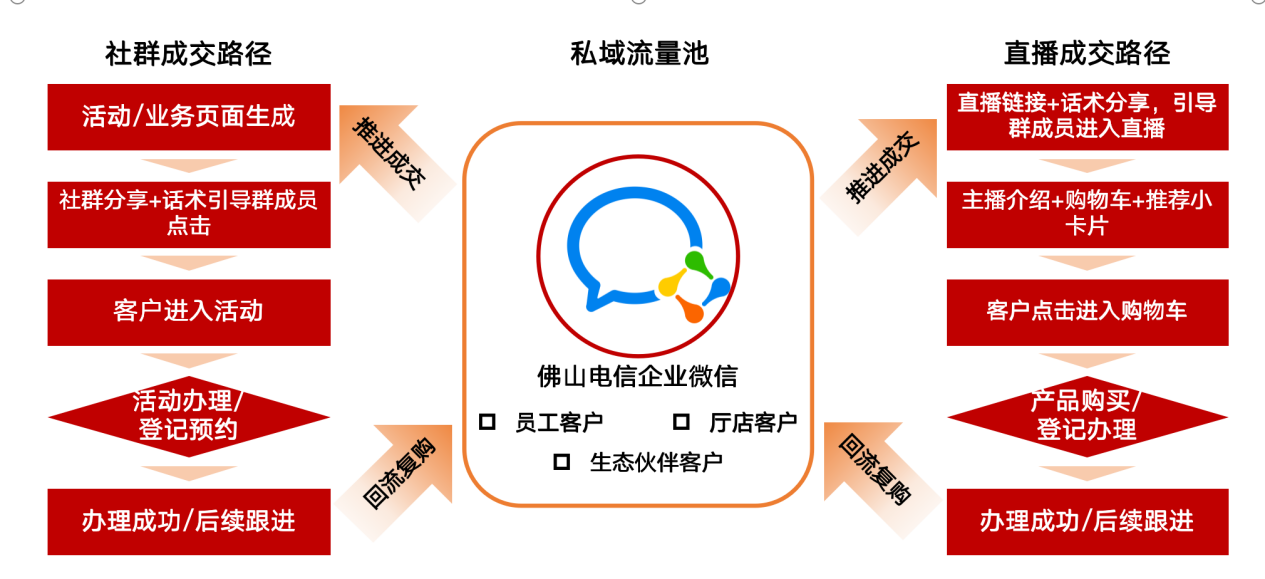 社群成交路径
活动/业务页面生成
社群分享+话术引导群成员
点击
客户进入活动
活动办理/
登记预约
办理成功/后续跟进
推进成交
回流复购
私域流量池
佛山电信企业微信
员工客户
厅店客户
生态伙伴客户
推进成交
回流复购
直播成交路径
直播链接+话术分享，引导
群成员进入直播
主播介绍+购物车+推荐小
卡片
客户点击进入购物车
产品购买/
登记办理
办理成功/后续跟进